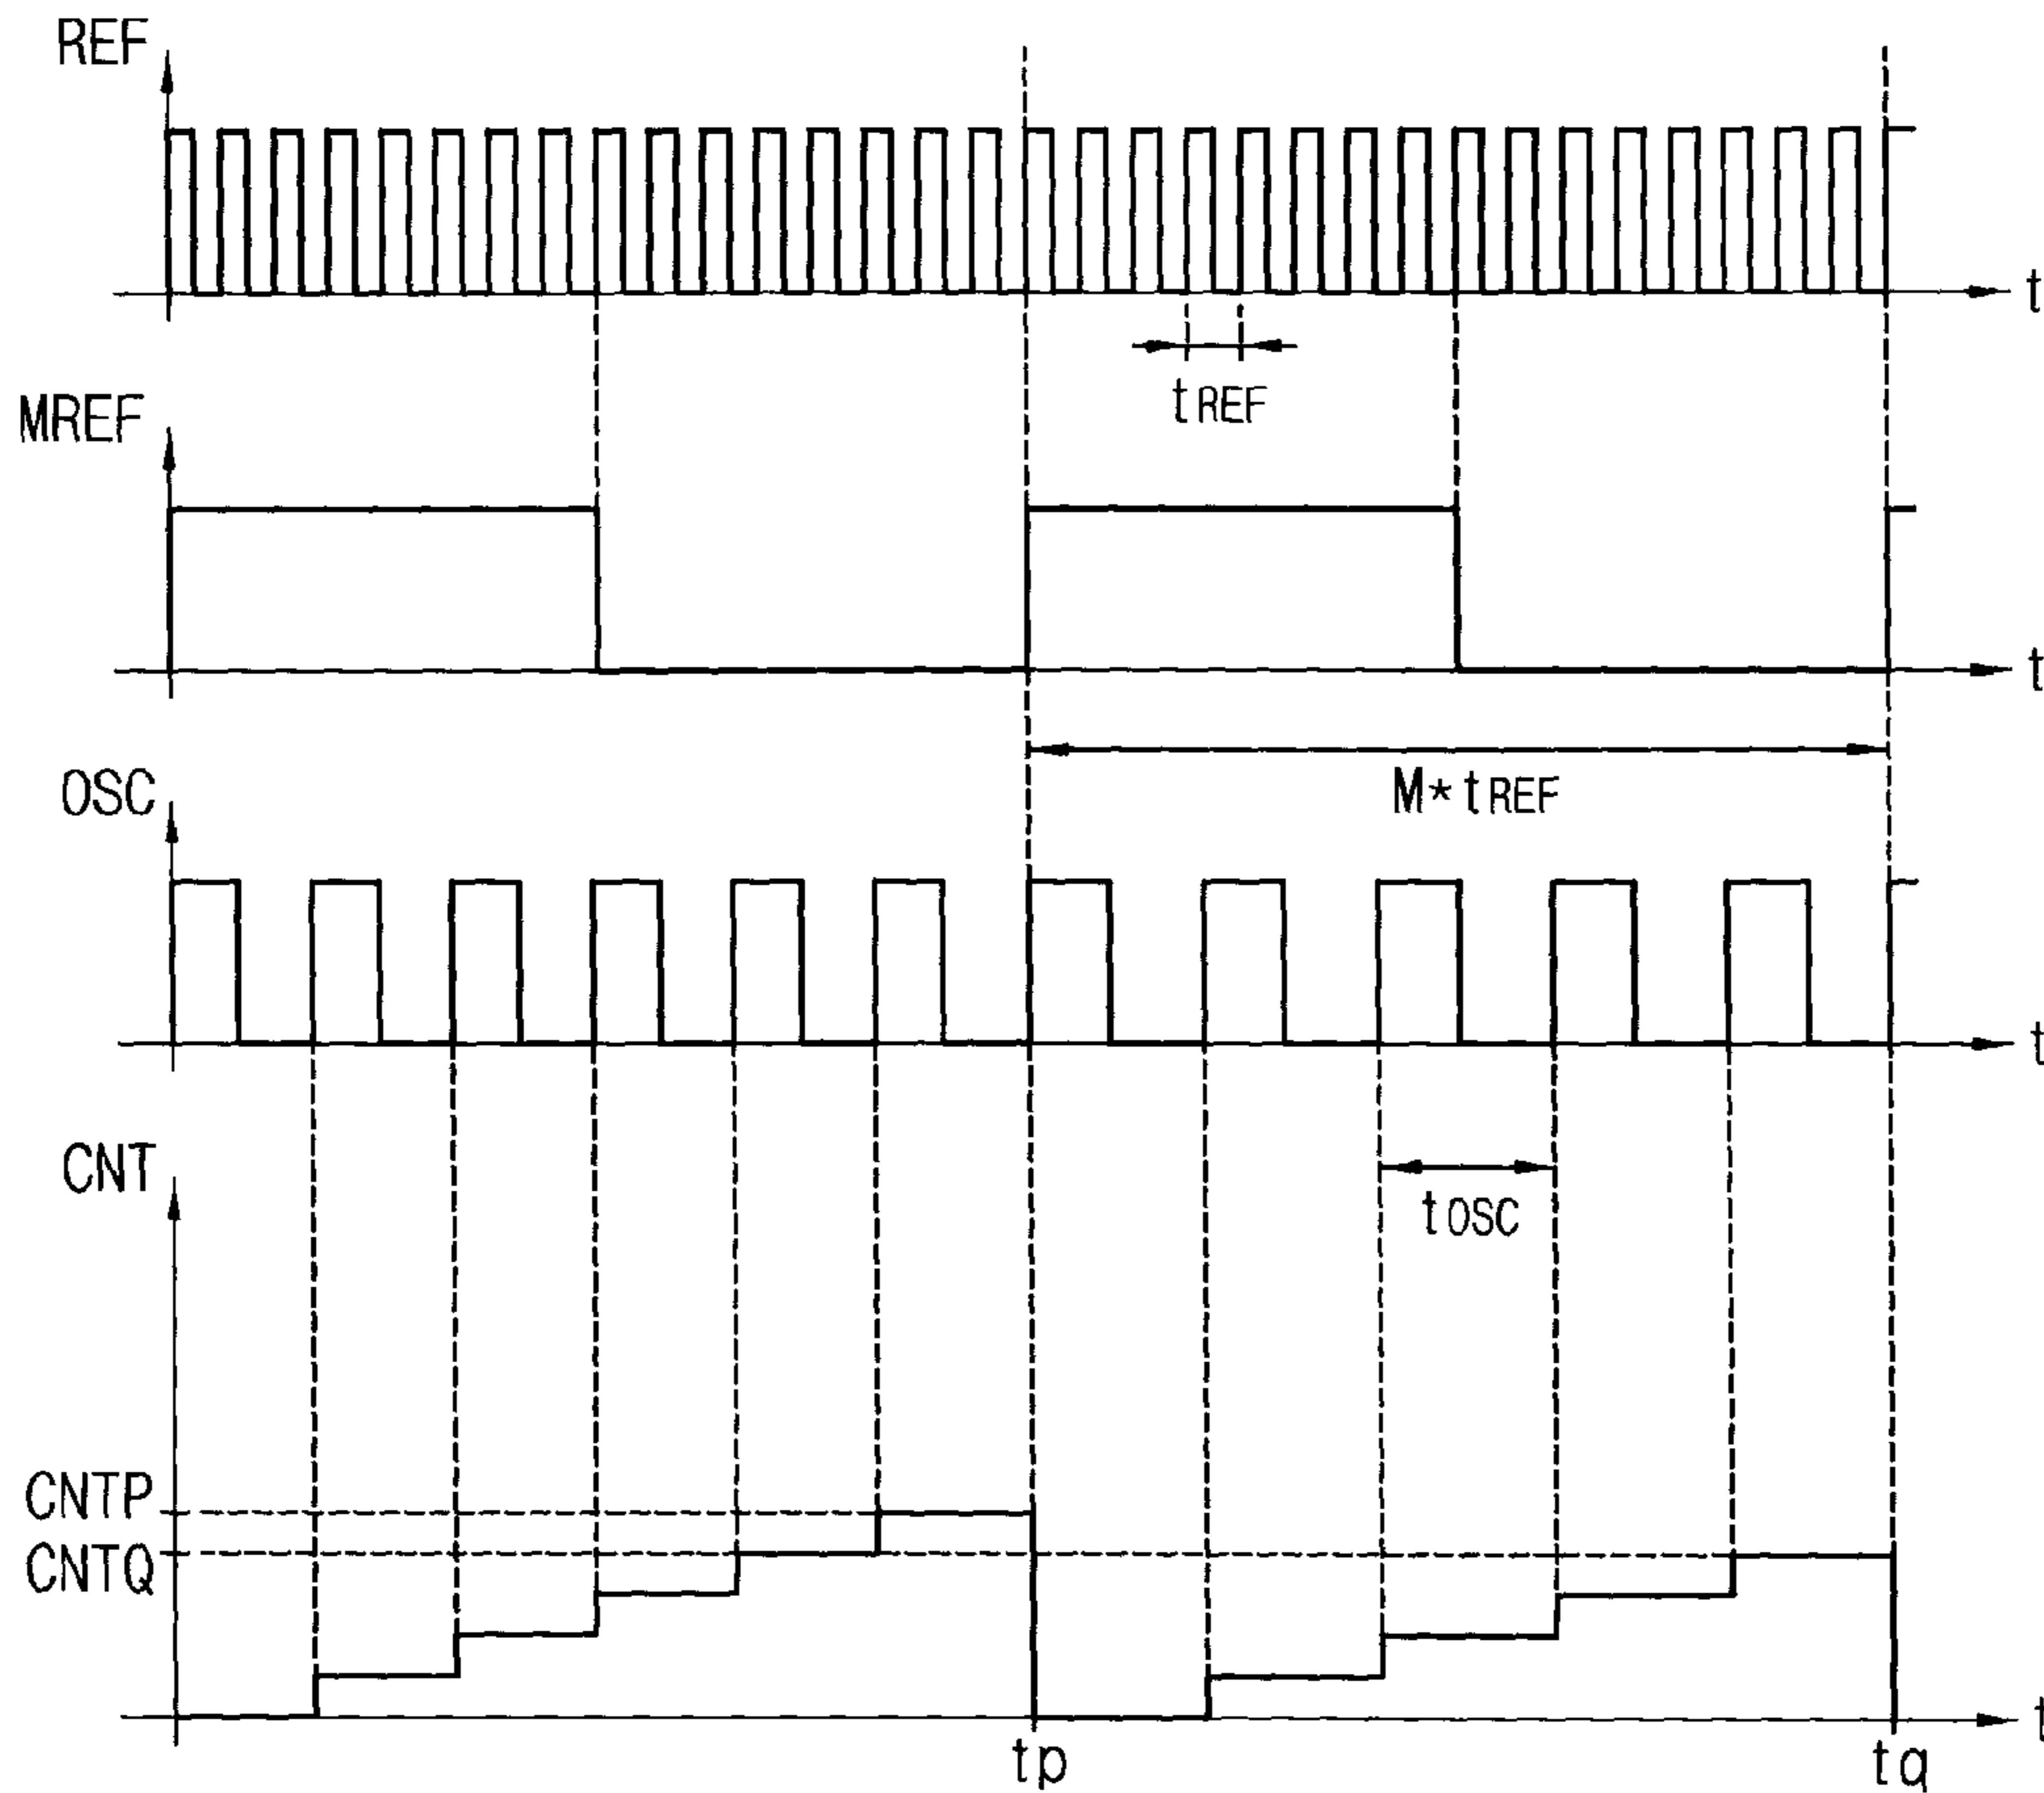 REF
t
tREF
MREF
t
M*tREF
OSC
t
CNT
tOSC
CNTP
CNTQ
t
tp
tq